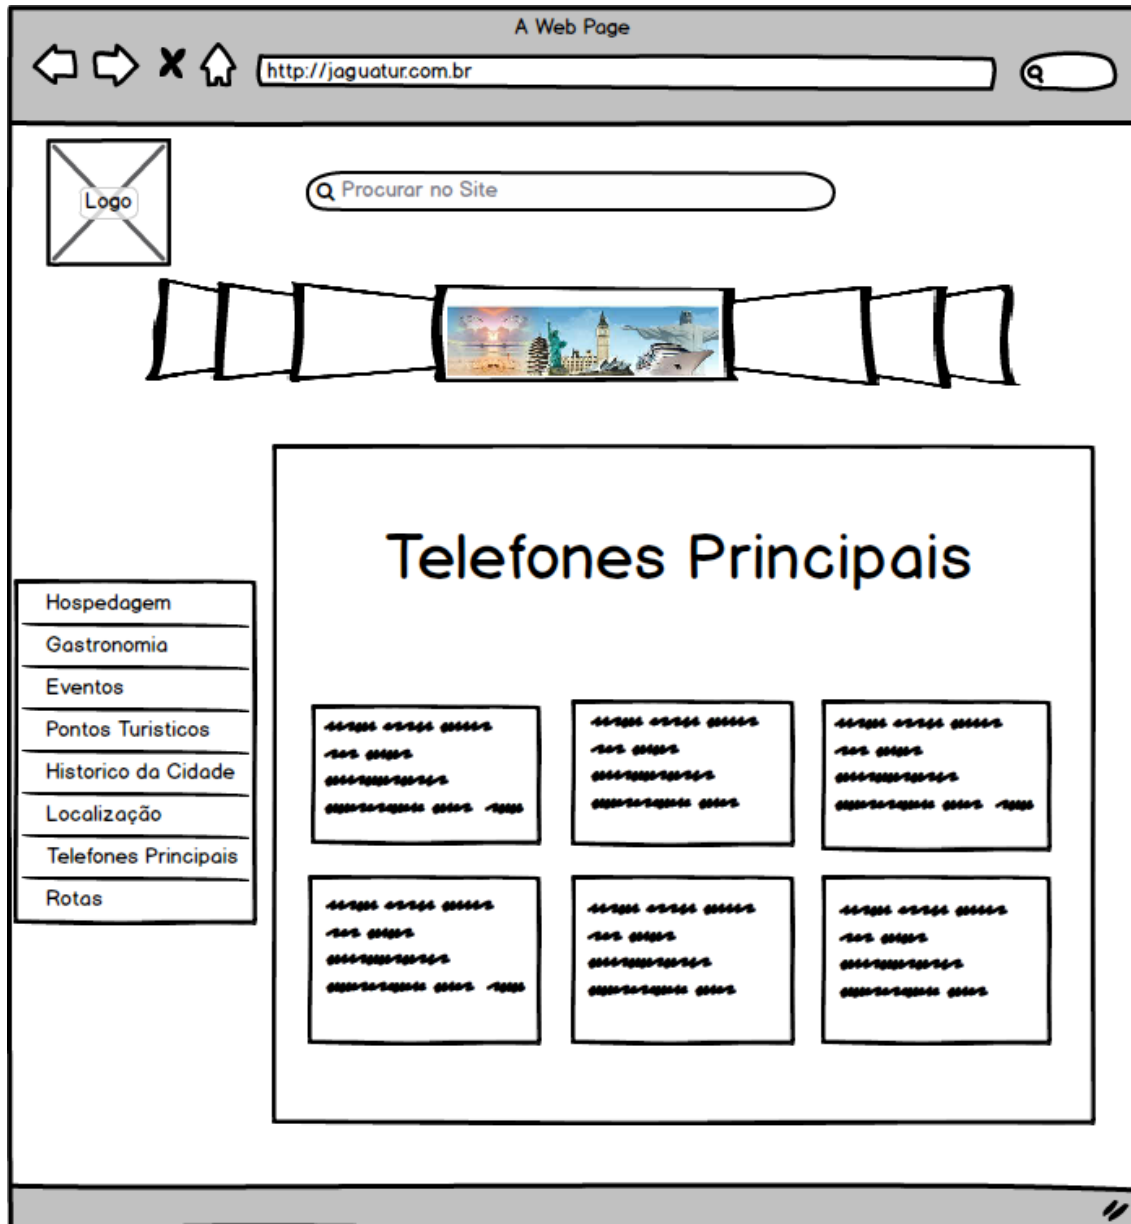 A Web Page
http://jaguatur.com.br
Logo
Procurar no Site
Telefones Principais
Hospedagem
Gastronomia
Eventos
Pontos Turisticos
Historico da Cidade
Localização
Telefones Principais
Rotas